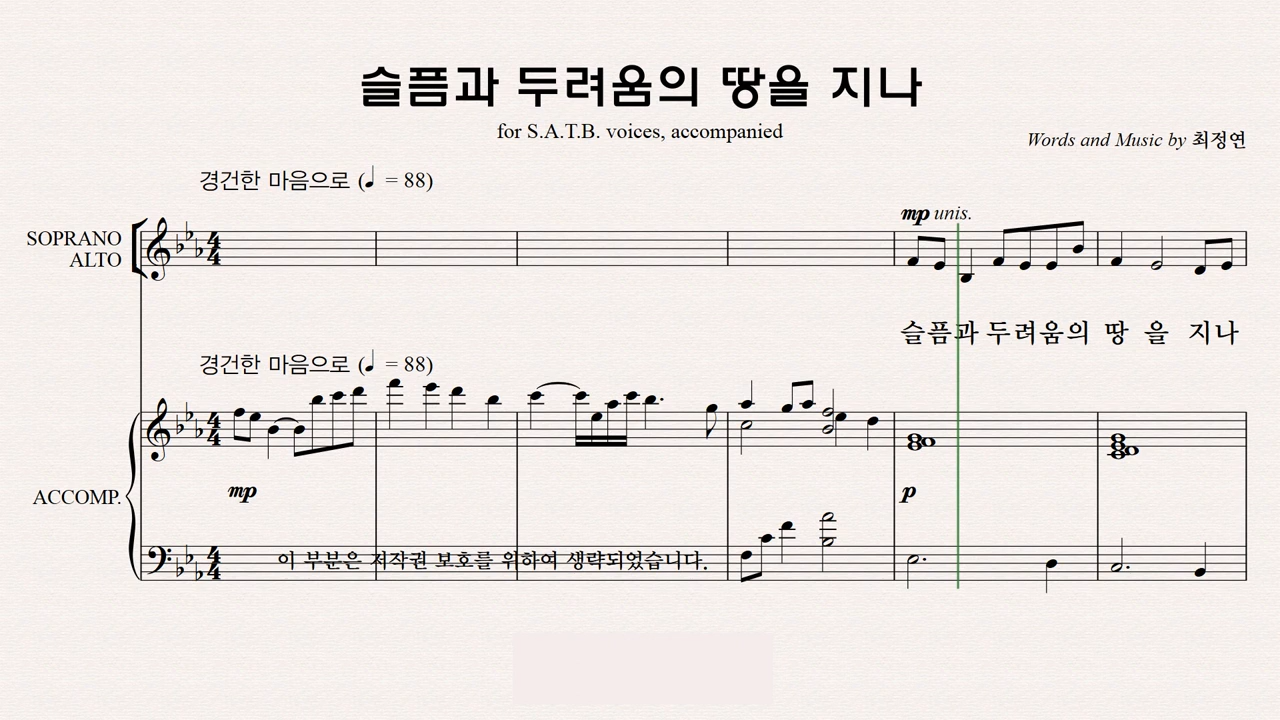 슬픔과 두려움의 땅을 지나
for S.A.T.B. voices, accompanied
Words and Music by 최정연
경건한 마음으로 (♩ = 88)
mp unis.
SOPRANO
ALTO
슬픔과 두려움의 땅 을 지나
경건한 마음으로 (♩ = 88)
mp
p
ACCOMP.
이 부분은 저작권 보호를 위하여 생략되었습니다.